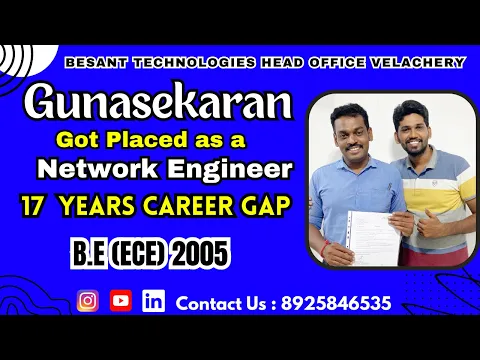 BESANT TECHNOLOGIES HEAD OFFICE VELACHERY
Gunasekaran
Got Placed as a
Network Engineer
17 YEARS CAREER GAP
B.E (ECE) 2005
in
Contact Us : 8925846535